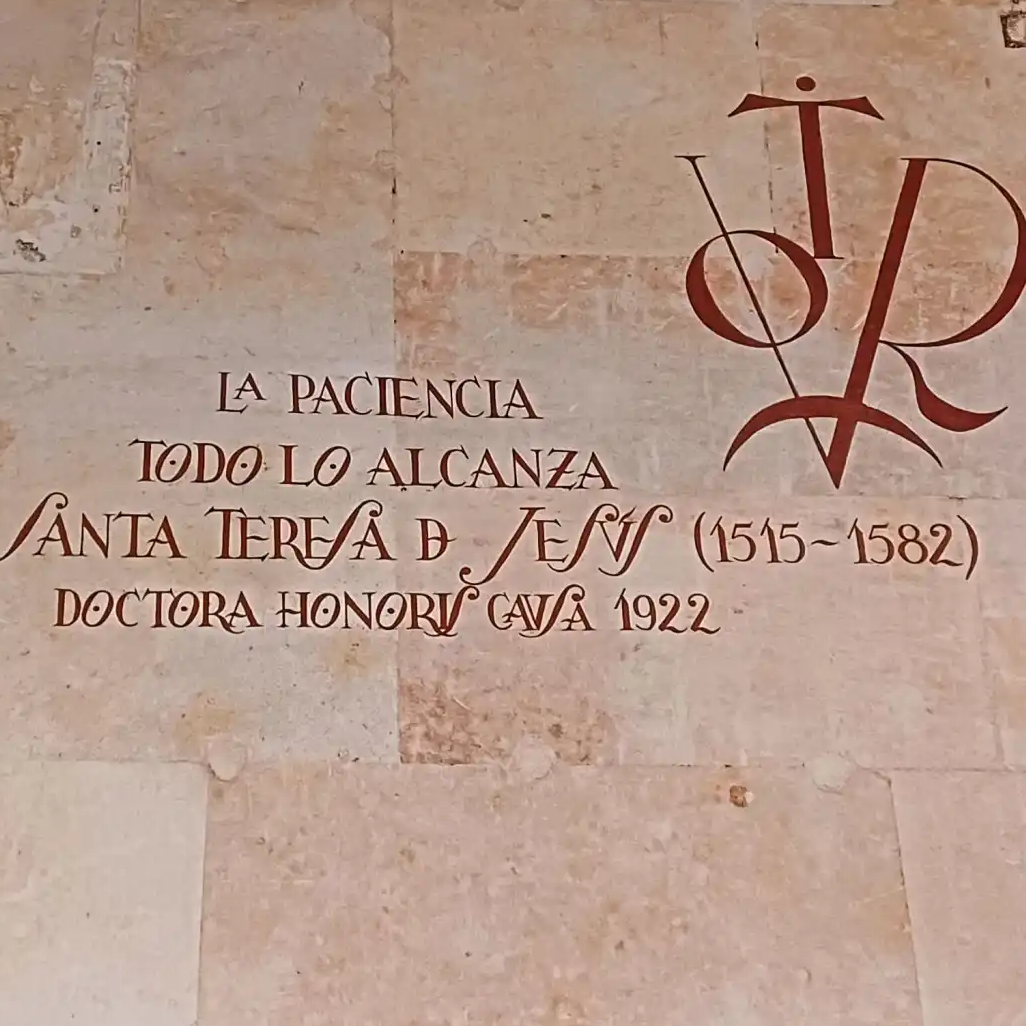 LA PACIENCIA
TODO LO ALCANZA
SANTA TERESA D JESUS (1515-1582)
DOCTORA HONORIS CAUSA 1922